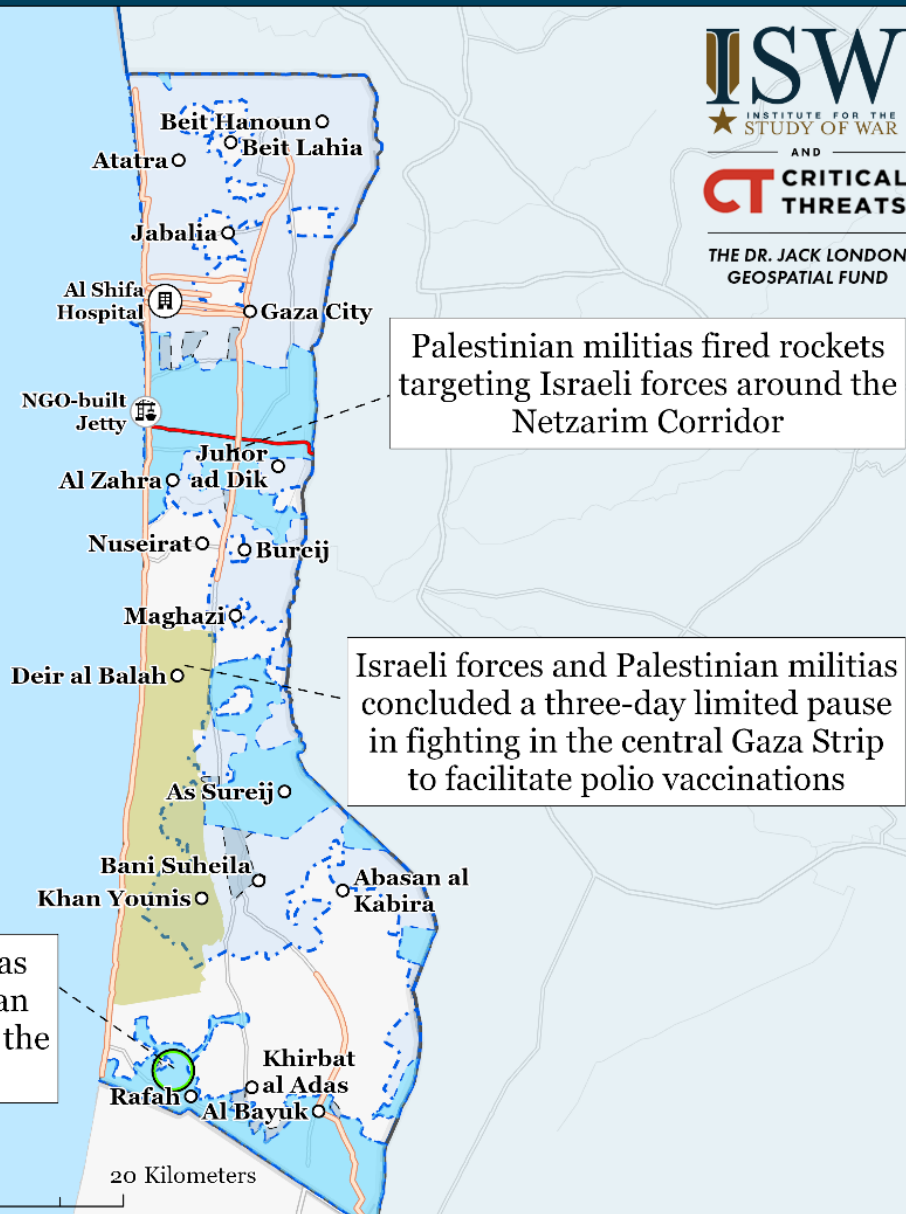 ISW
INSTITUTE FOR THE
STUDY OF WAR
AND
CT CRITICAL
THREATS
THE DR. JACK LONDON
GEOSPATIAL FUND
Beit Hanoun
Beit Lahia
Atatra
Jabalia
Al Shifa
Hospital
Gaza City
Palestinian militias fired rockets
targeting Israeli forces around the
Netzarim Corridor
NGO-built
Jetty
Juhor
ad Dik
Al Zahra
Nuseirat
Bureij
Maghazi
Deir al Balah
Israeli forces and Palestinian militias
concluded a three-day limited pause
in fighting in the central Gaza Strip
to facilitate polio vaccinations
As Sureij
Bani Suheila
Abasan al
Kabira
Khan Younis
as
an
the
Khirbat
al Adas
Rafah
Al Bayuk
20 Kilometers